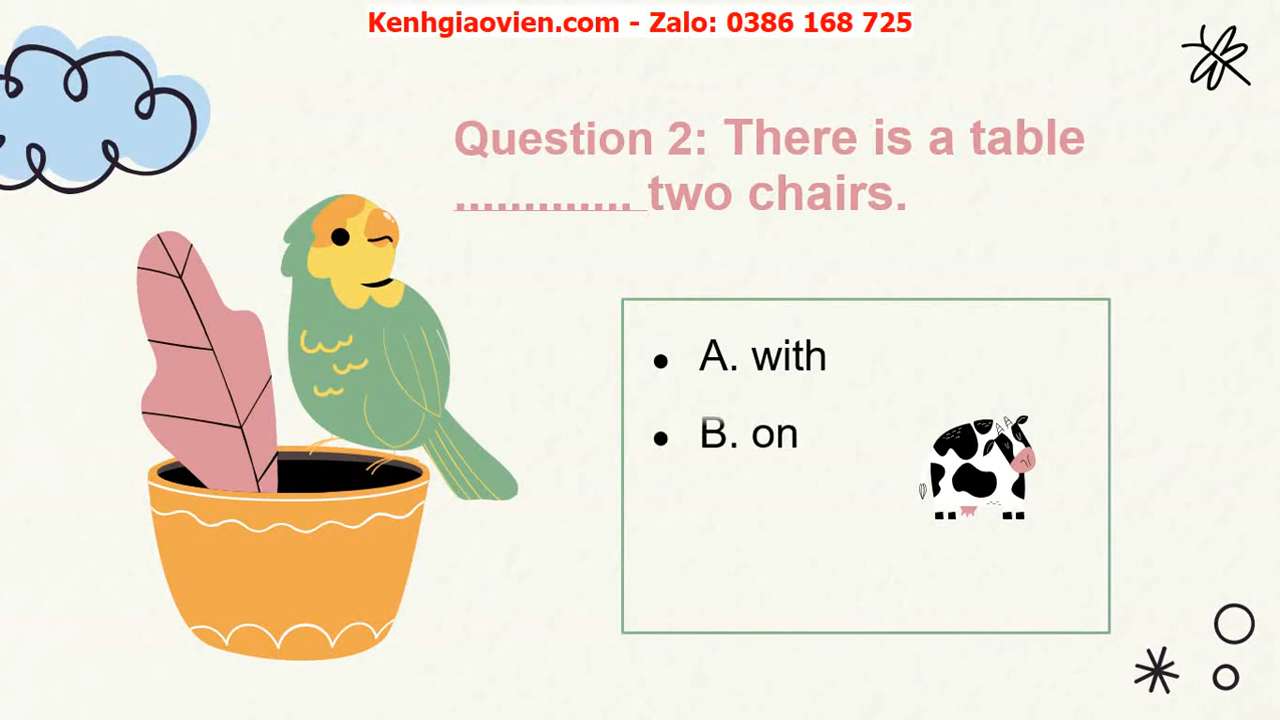 Kenhgiaovien.com - Zalo: 0386 168 725
Question 2: There is a table
............. two chairs.
• A. with
• B. on